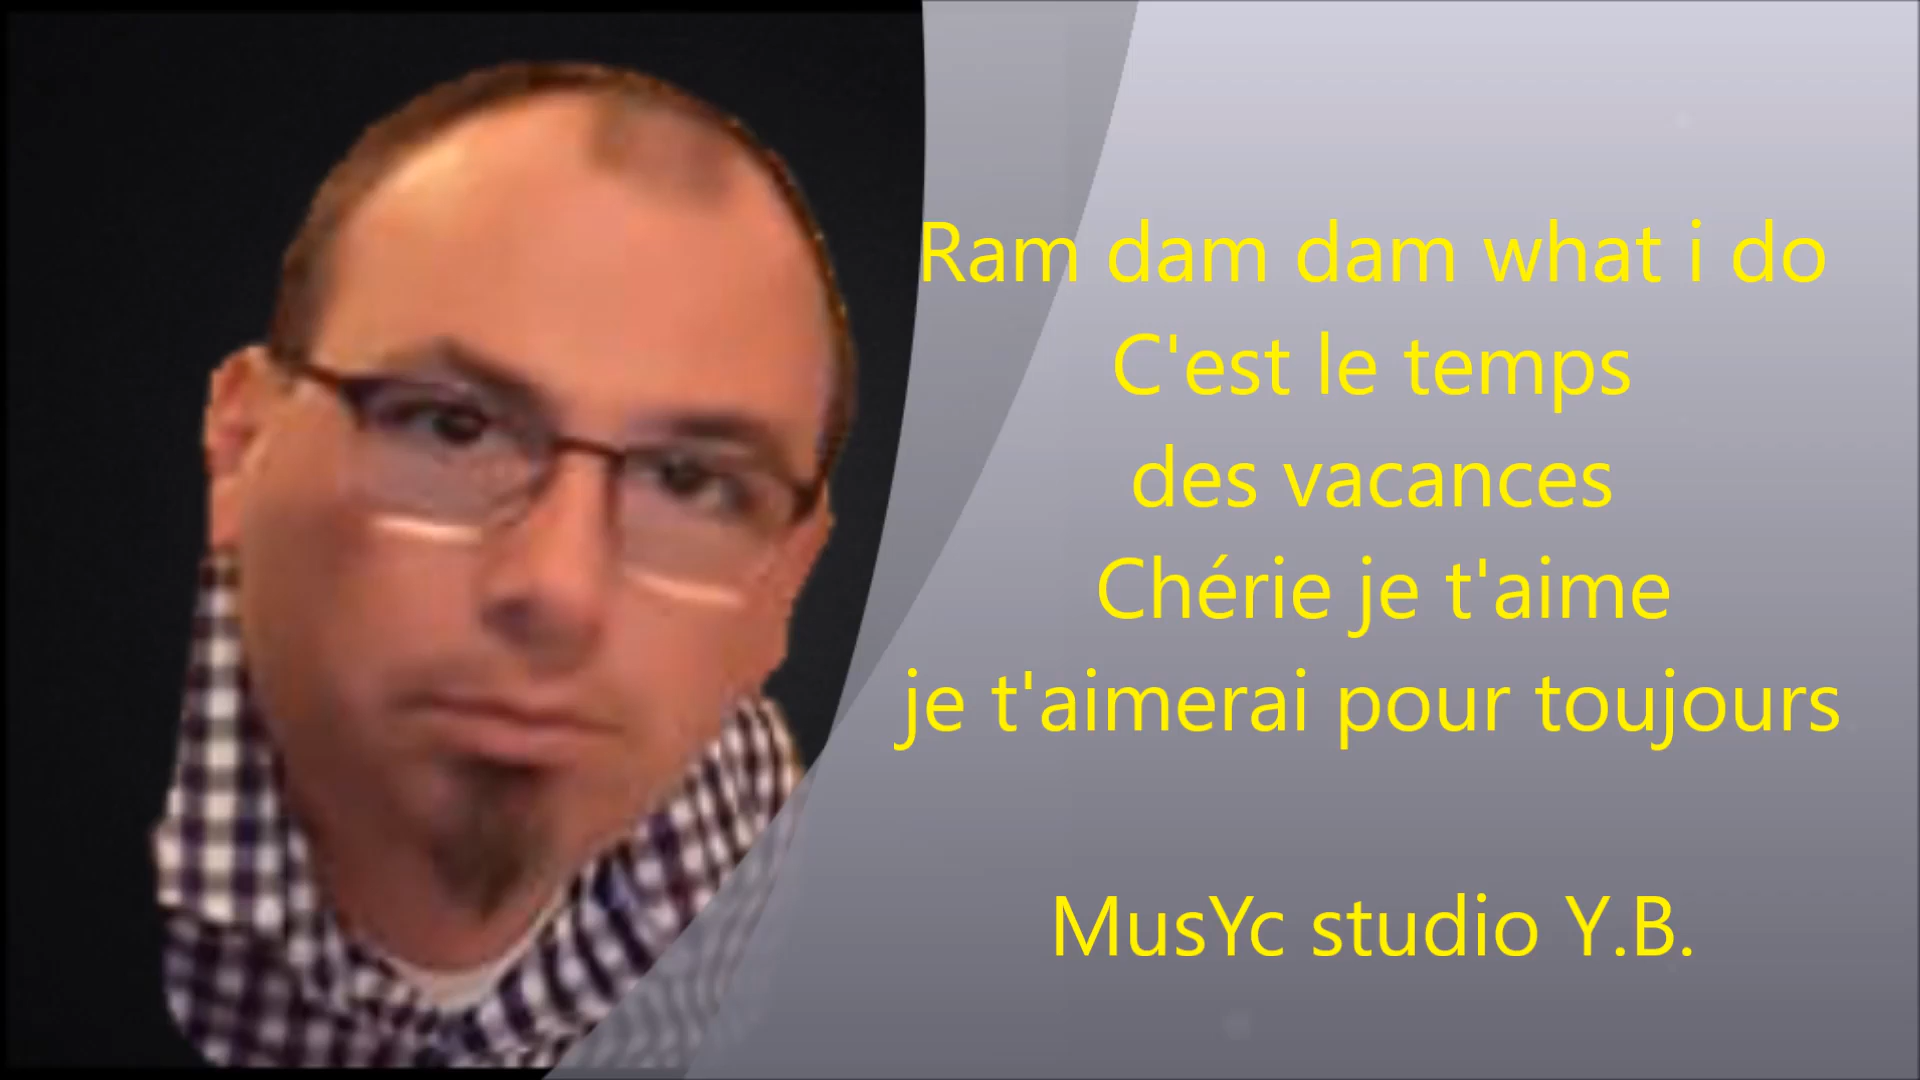 Ram dam dam what i do
C'est le temps
des vacances
Chérie je t'aime
je t'aimerai pour toujours
MusYc studio Y.B.